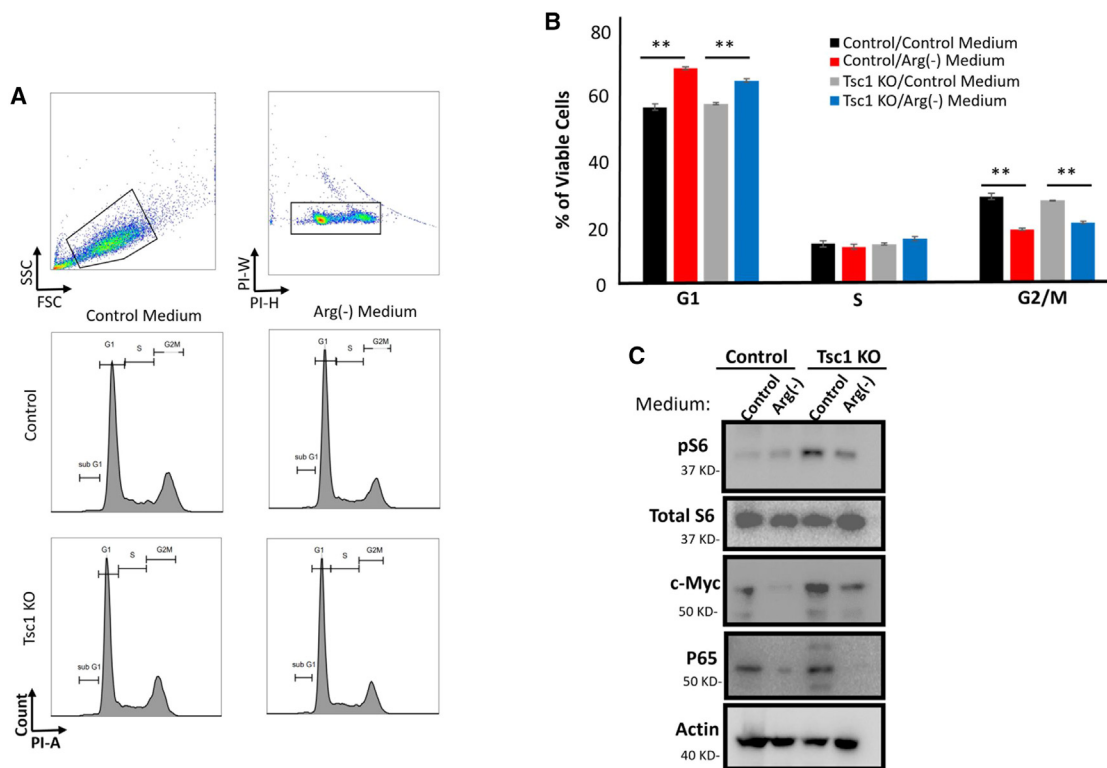 A
SSC
FSC
PI-W
PI-H
Control Medium
Arg(-) Medium
Control
G1
S
G2M
sub G1
G1
S
G2M
sub G1
Tsc1 KO
G1
S
G2M
sub G1
G1
S
G2M
sub G1
Count
PI-A
B
% of Viable Cells
80
60
40
20
0
** **
** **
Control/Control Medium
Control/Arg(-) Medium
Tsc1 KO/Control Medium
Tsc1 KO/Arg(-) Medium
G1 S G2/M
C
Control Tsc1 KO
Medium: Control Arg(-) Control Arg(-)
pS6
37 KD-
Total S6
37 KD-
c-Myc
50 KD-
P65
50 KD-
Actin
40 KD-